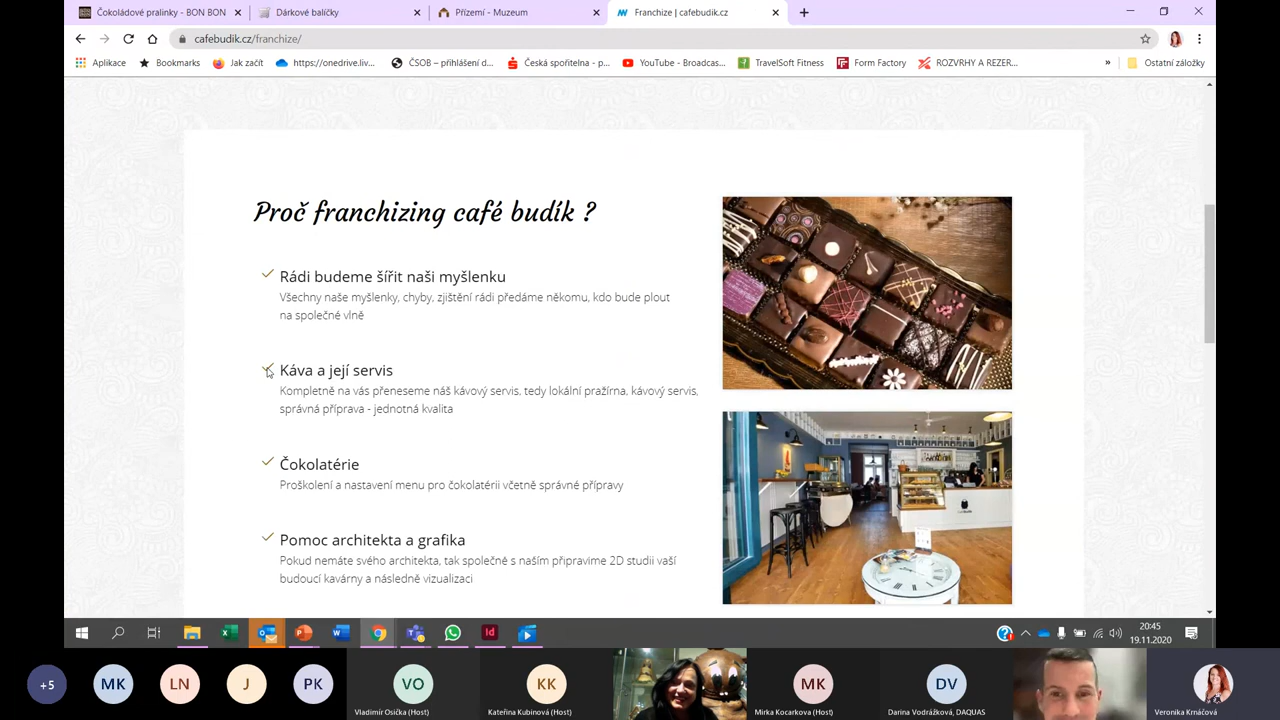 Čokoládové pralinky - BON BON
Dárkové balíčky
Přízemí - Muzeum
Franchize | cafebudik.cz
cafebudik.cz/franchize/
Aplikace
Bookmarks
Jak začít
https://onedrive.liv...
ČSOB – přihlášení d...
Česká spořitelna - p...
YouTube - Broadcas...
TravelSoft Fitness
Form Factory
ROZVRHY A REZER...
»
Ostatní záložky
Proč franchizing café budík ?
Rádi budeme šířit naši myšlenku
Všechny naše myšlenky, chyby, zjištění rádi předáme někomu, kdo bude plout
na společné vlně
Káva a její servis
Kompletně na vás přeneseme náš kávový servis, tedy lokální pražírna, kávový servis,
správná příprava - jednotná kvalita
Čokolatérie
Proškolení a nastavení menu pro čokolatérii včetně správné přípravy
Pomoc architekta a grafika
Pokud nemáte svého architekta, tak společně s naším připravime 2D studii vaší
budoucí kavárny a následně vizualizaci
20:45
19.11.2020
+5
MK
LN
J
PK
VO
Vladimír Osička (Host)
KK
Kateřina Kubinová (Host)
MK
Mirka Kocarkova (Host)
DV
Darina Vodrážková, DAQUAS
Veronika Krnáčová